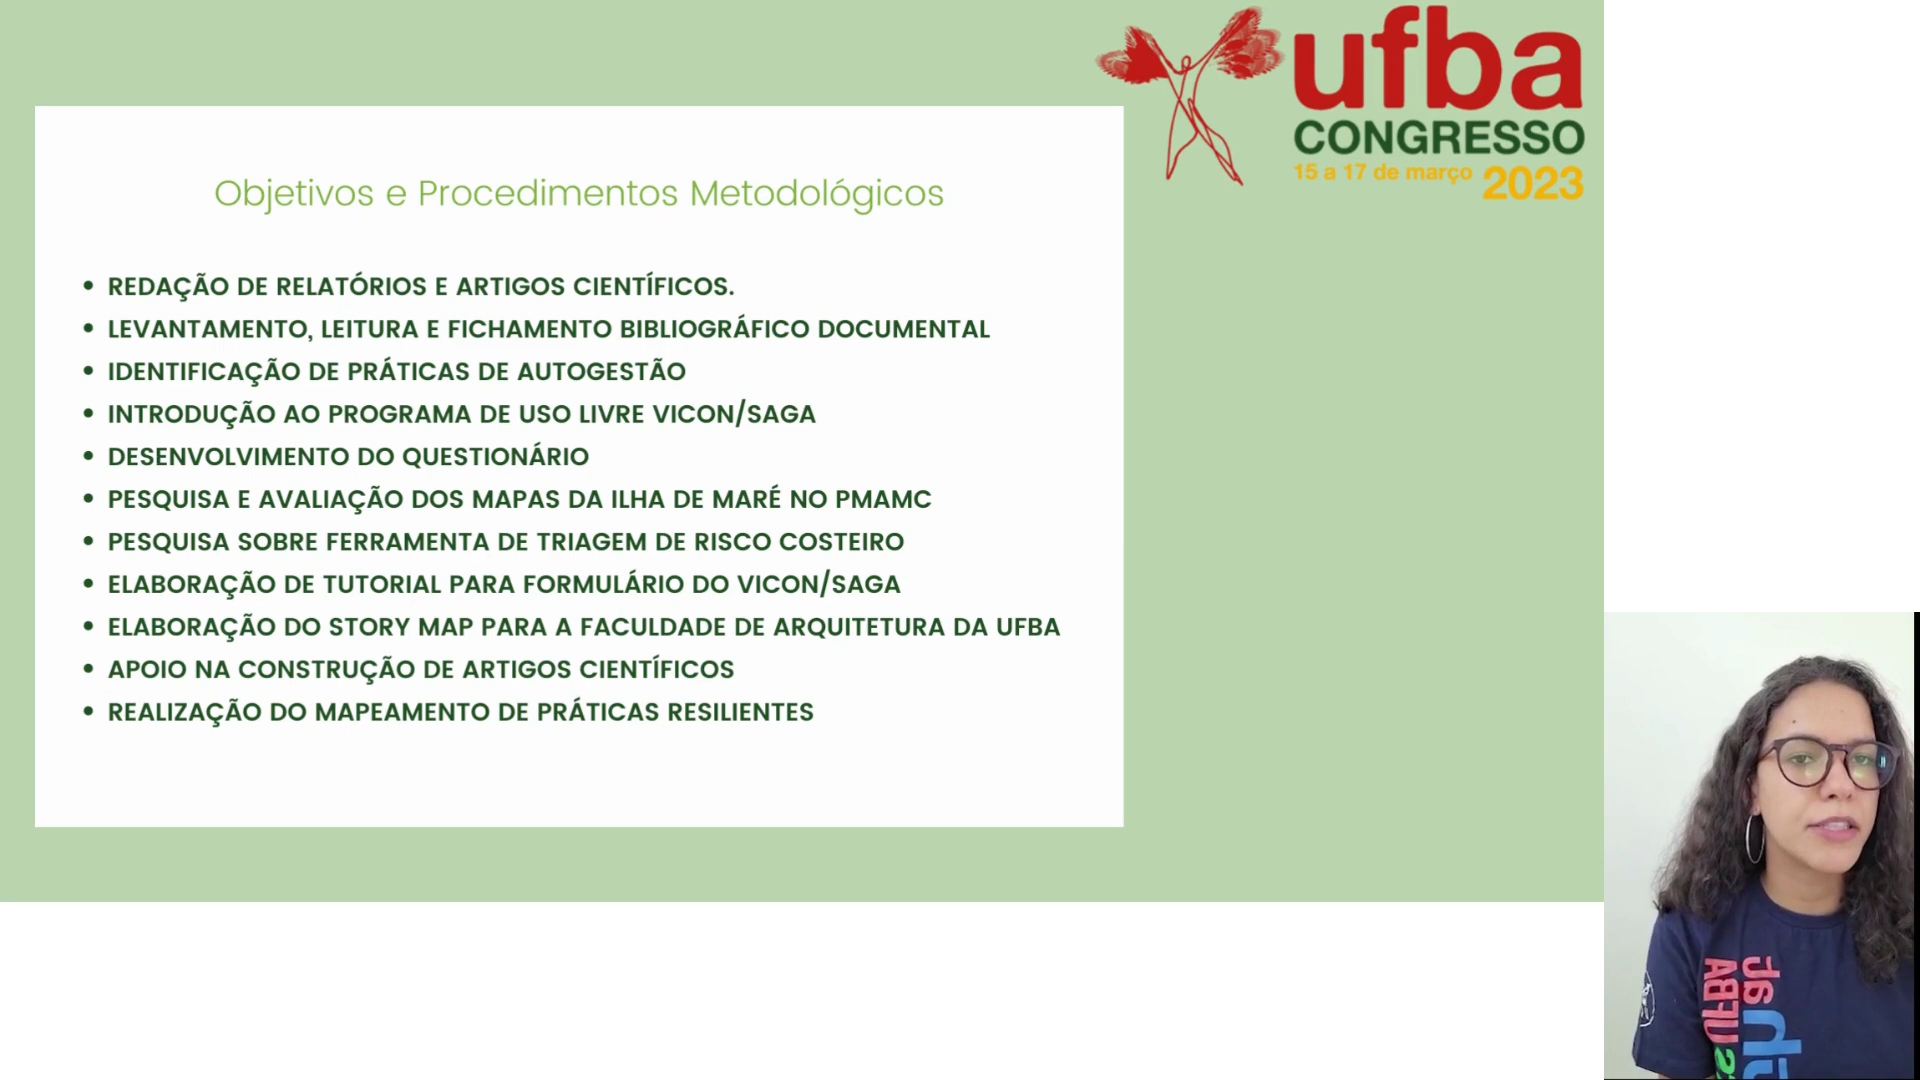 ufba
CONGRESSO
15 a 17 de março 2023
Objetivos e Procedimentos Metodológicos
• REDAÇÃO DE RELATÓRIOS E ARTIGOS CIENTÍFICOS.
• LEVANTAMENTO, LEITURA E FICHAMENTO BIBLIOGRÁFICO DOCUMENTAL
• IDENTIFICAÇÃO DE PRÁTICAS DE AUTOGESTÃO
• INTRODUÇÃO AO PROGRAMA DE USO LIVRE VICON/SAGA
• DESENVOLVIMENTO DO QUESTIONÁRIO
• PESQUISA E AVALIAÇÃO DOS MAPAS DA ILHA DE MARÉ NO PMAMC
• PESQUISA SOBRE FERRAMENTA DE TRIAGEM DE RISCO COSTEIRO
• ELABORAÇÃO DE TUTORIAL PARA FORMULÁRIO DO VICON/SAGA
• ELABORAÇÃO DO STORY MAP PARA A FACULDADE DE ARQUITETURA DA UFBA
• APOIO NA CONSTRUÇÃO DE ARTIGOS CIENTÍFICOS
• REALIZAÇÃO DO MAPEAMENTO DE PRÁTICAS RESILIENTES
UFBA